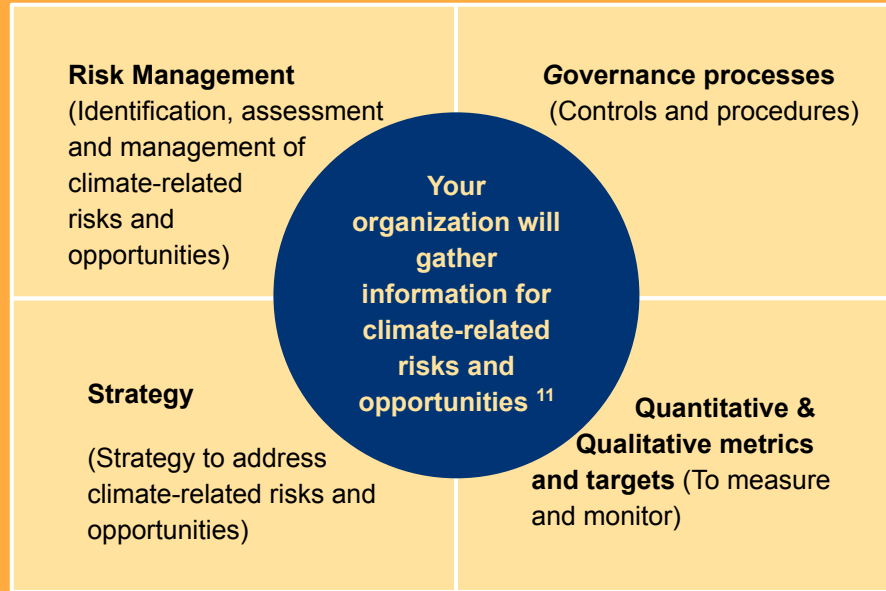 Risk Management
(Identification, assessment
and management of
climate-related
risks and
opportunities)
Governance processes
(Controls and procedures)
Your
organization will
gather
information for
climate-related
risks and
opportunities 11
Strategy
(Strategy to address
climate-related risks and
opportunities)
Quantitative &
Qualitative metrics
and targets (To measure
and monitor)